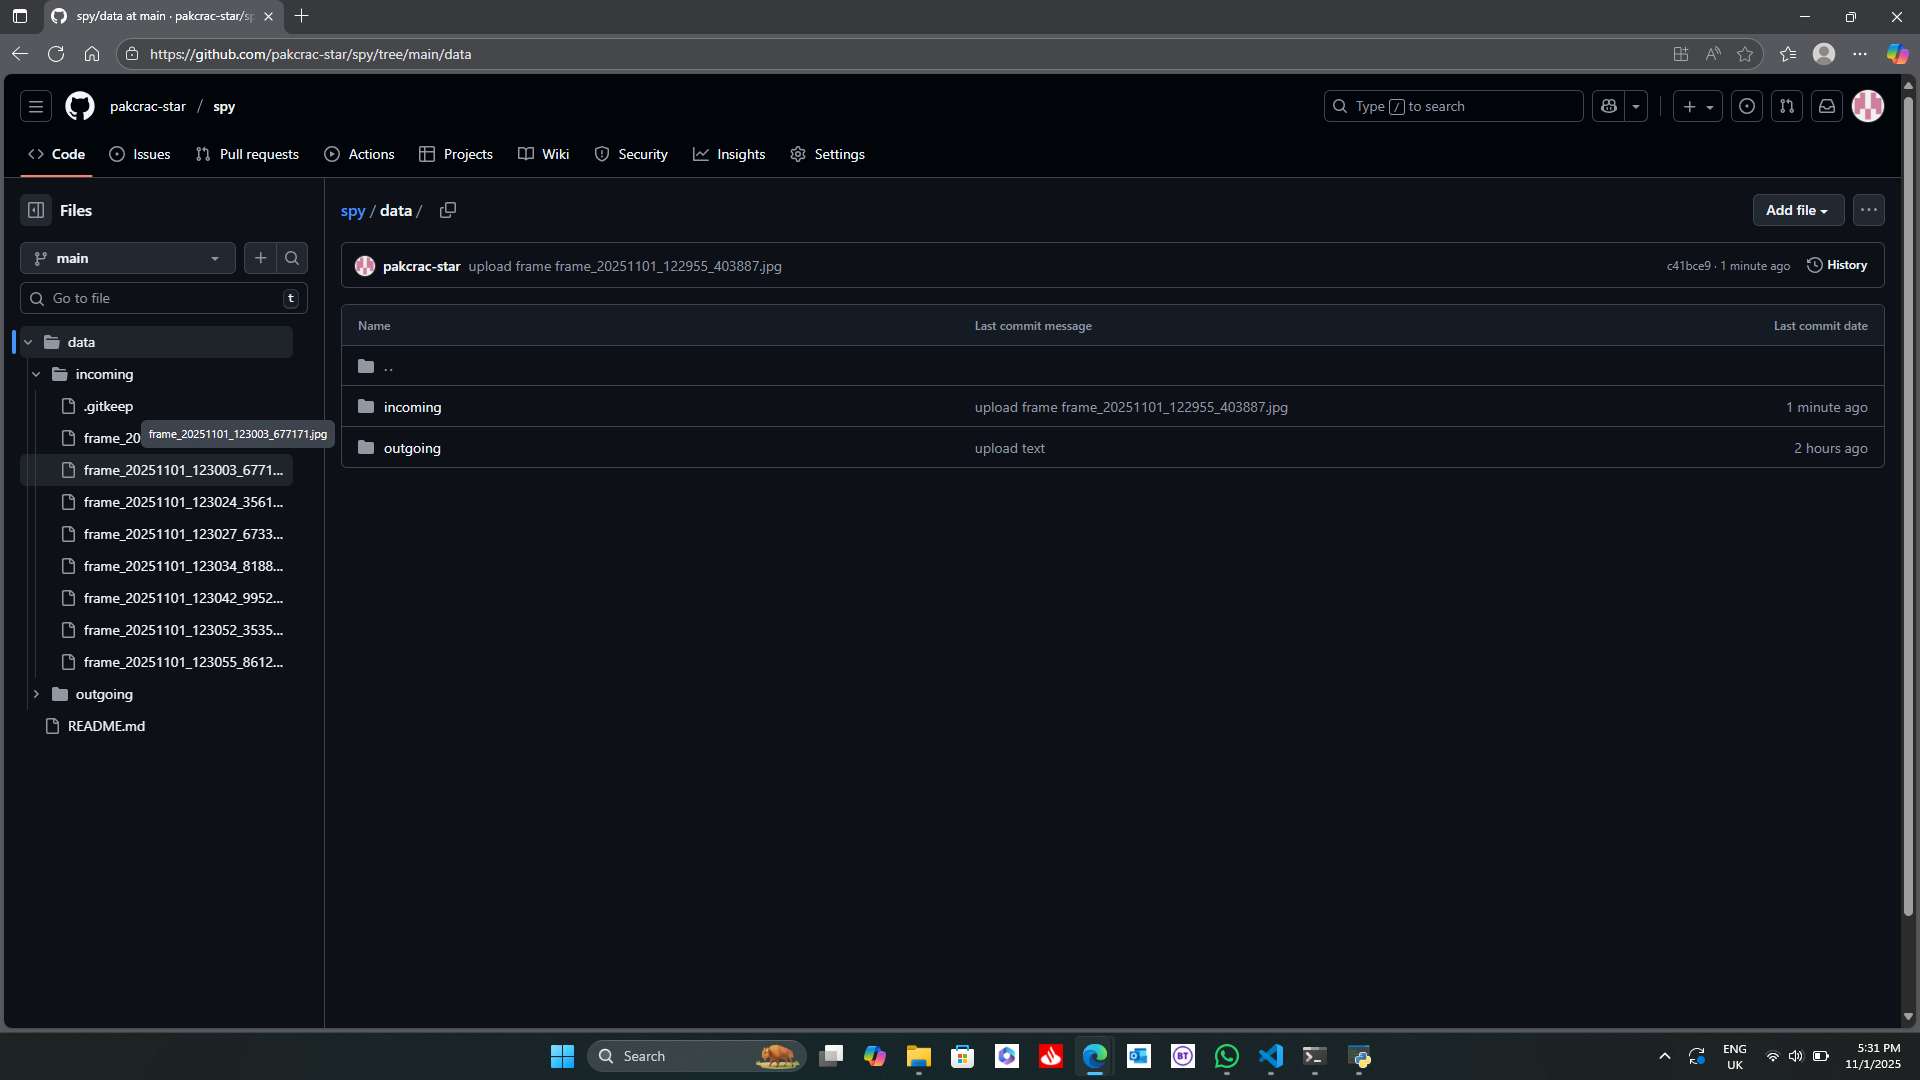 spy/data at main · pakcrac-star/sp
https://github.com/pakcrac-star/spy/tree/main/data
pakcrac-star / spy
Type / to search
Code Issues Pull requests Actions Projects Wiki Security Insights Settings
Files
spy / data /
Add file
main
pakcrac-star upload frame frame_20251101_122955_403887.jpg
c41bce9 · 1 minute ago
History
Go to file
t
Name Last commit message Last commit date
data
..
incoming
incoming upload frame frame_20251101_122955_403887.jpg 1 minute ago
.gitkeep
frame_20
frame_20251101_123003_677171.jpg
outgoing upload text 2 hours ago
frame_20251101_123003_6771...
frame_20251101_123024_3561...
frame_20251101_123027_6733...
frame_20251101_123034_8188...
frame_20251101_123042_9952...
frame_20251101_123052_3535...
frame_20251101_123055_8612...
outgoing
README.md
Search
BT
ENG
UK
5:31 PM
11/1/2025